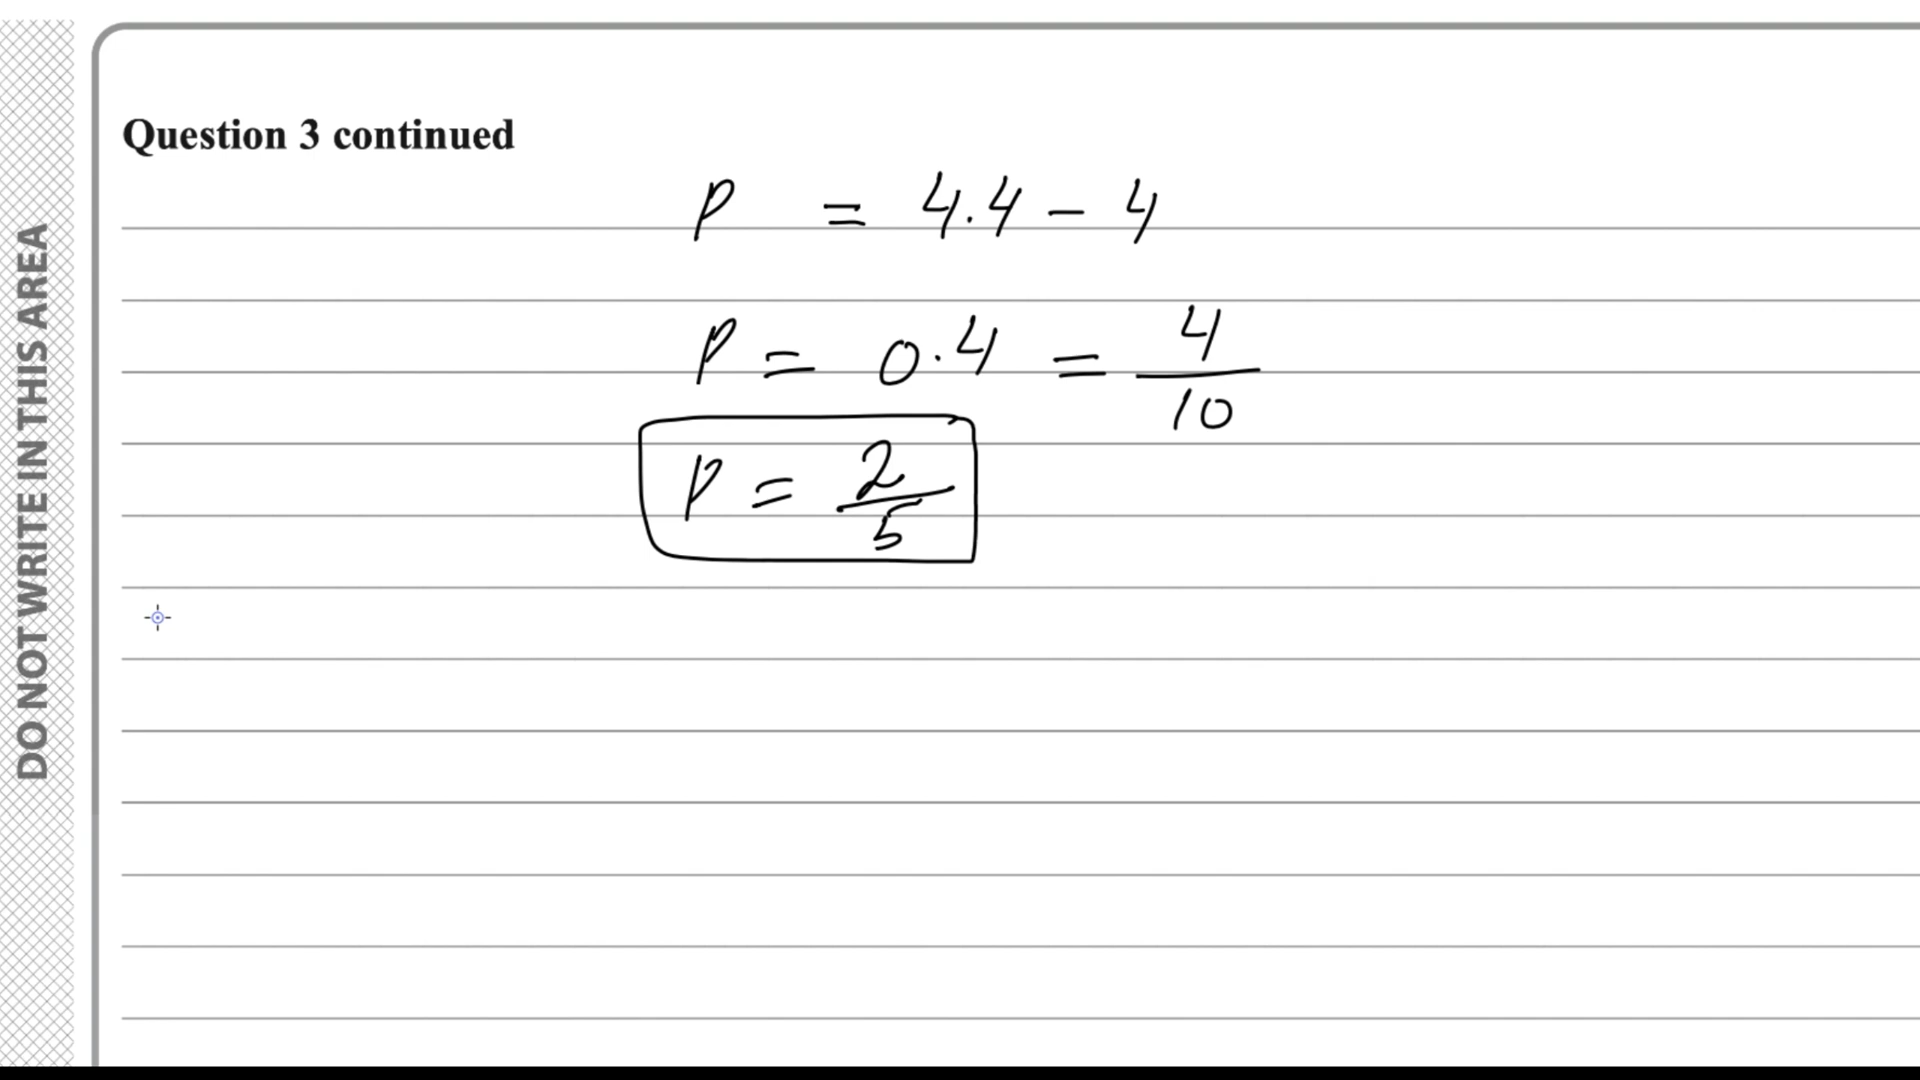 DO NOT WRITE IN THIS AREA
Question 3 continued
P = 4.4 - 4
P = 0.4 = 4/10
P = 2/5